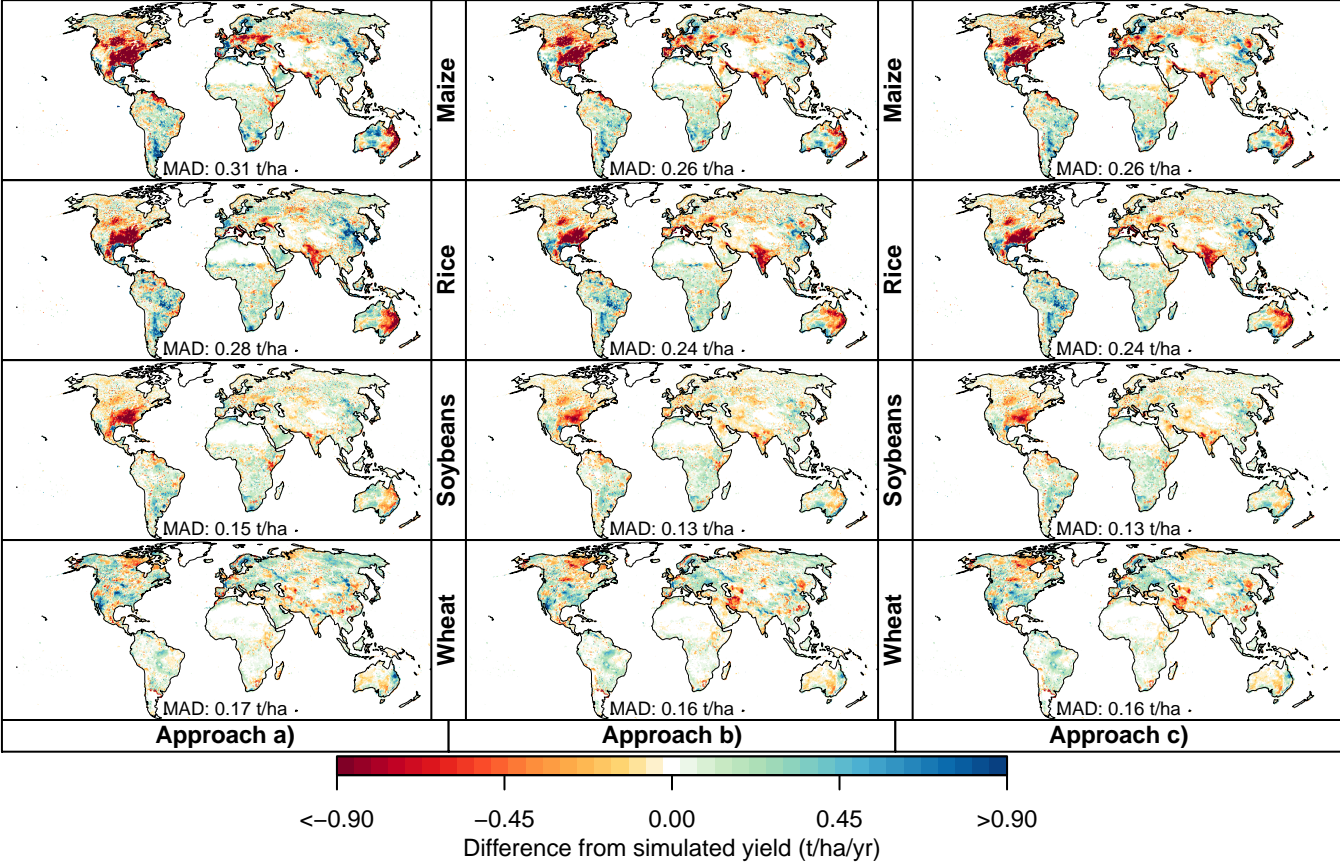 Maize
Maize
MAD: 0.31 t/ha
MAD: 0.26 t/ha
MAD: 0.26 t/ha
Rice
Rice
MAD: 0.28 t/ha
MAD: 0.24 t/ha
MAD: 0.24 t/ha
Soybeans
Soybeans
MAD: 0.15 t/ha
MAD: 0.13 t/ha
MAD: 0.13 t/ha
Wheat
Wheat
MAD: 0.17 t/ha
MAD: 0.16 t/ha
MAD: 0.16 t/ha
Approach a)
Approach b)
Approach c)
<−0.90 −0.45 0.00 0.45 >0.90
Difference from simulated yield (t/ha/yr)